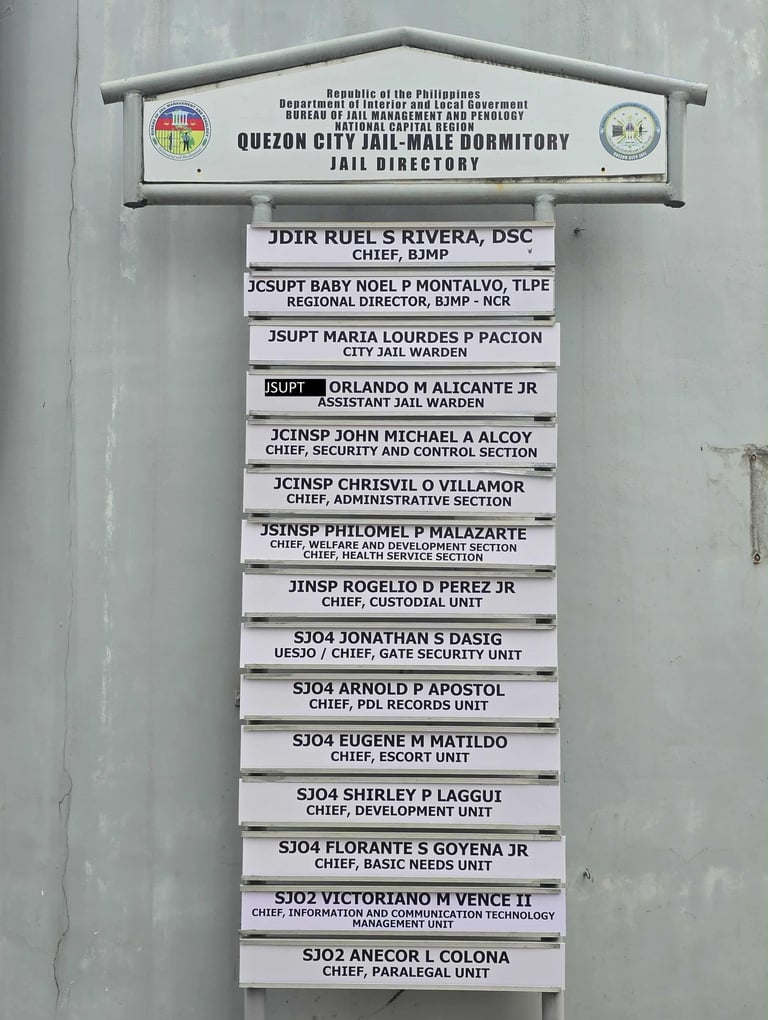 Republic of the Philippines
Department of Interior and Local Goverment
BUREAU OF JAIL MANAGEMENT AND PENOLOGY
NATIONAL CAPITAL REGION
QUEZON CITY JAIL-MALE DORMITORY
JAIL DIRECTORY
JDIR RUEL S RIVERA, DSC
CHIEF, BJMP
JCSUPT BABY NOEL P MONTALVO, TLPE
REGIONAL DIRECTOR, BJMP - NCR
JSUPT MARIA LOURDES P PACION
CITY JAIL WARDEN
JSUPT ORLANDO M ALICANTE JR
ASSISTANT JAIL WARDEN
JCINSP JOHN MICHAEL A ALCOY
CHIEF, SECURITY AND CONTROL SECTION
JCINSP CHRISVIL O VILLAMOR
CHIEF, ADMINISTRATIVE SECTION
JSINSP PHILOMEL P MALAZARTE
CHIEF, WELFARE AND DEVELOPMENT SECTION
CHIEF, HEALTH SERVICE SECTION
JINSP ROGELIO D PEREZ JR
CHIEF, CUSTODIAL UNIT
SJO4 JONATHAN S DASIG
UESJO / CHIEF, GATE SECURITY UNIT
SJO4 ARNOLD P APOSTOL
CHIEF, PDL RECORDS UNIT
SJO4 EUGENE M MATILDO
CHIEF, ESCORT UNIT
SJO4 SHIRLEY P LAGGUI
CHIEF, DEVELOPMENT UNIT
SJO4 FLORANTE S GOYENA JR
CHIEF, BASIC NEEDS UNIT
SJO2 VICTORIANO M VENCE II
CHIEF, INFORMATION AND COMMUNICATION TECHNOLOGY
MANAGEMENT UNIT
SJO2 ANECOR L COLONA
CHIEF, PARALEGAL UNIT